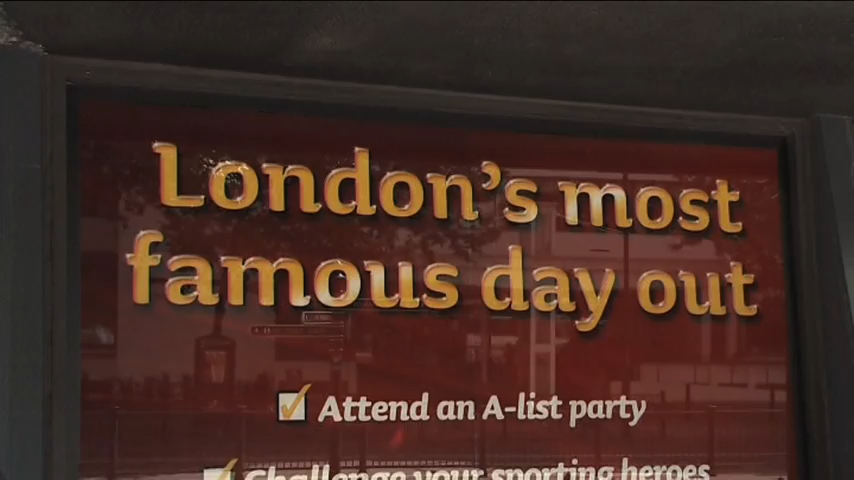 London's most
famous day out
Attend an A-list party
Challenge your sporting heroes